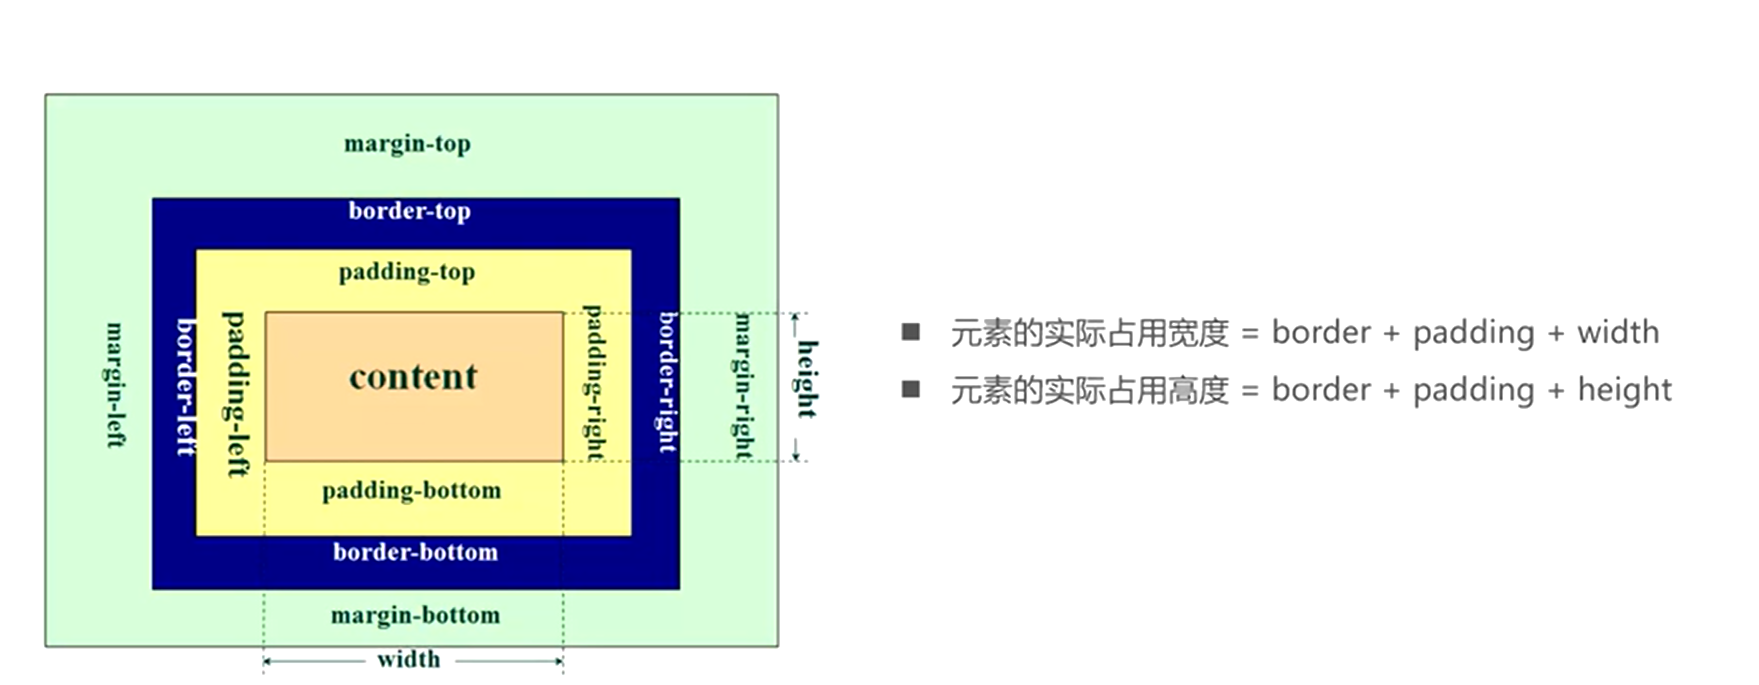 margin-top
border-top
padding-top
margin-left
border-left
padding-left
content
padding-right
border-right
margin-right
height
padding-bottom
border-bottom
margin-bottom
width
■ 元素的实际占用宽度 = border + padding + width
■ 元素的实际占用高度 = border + padding + height